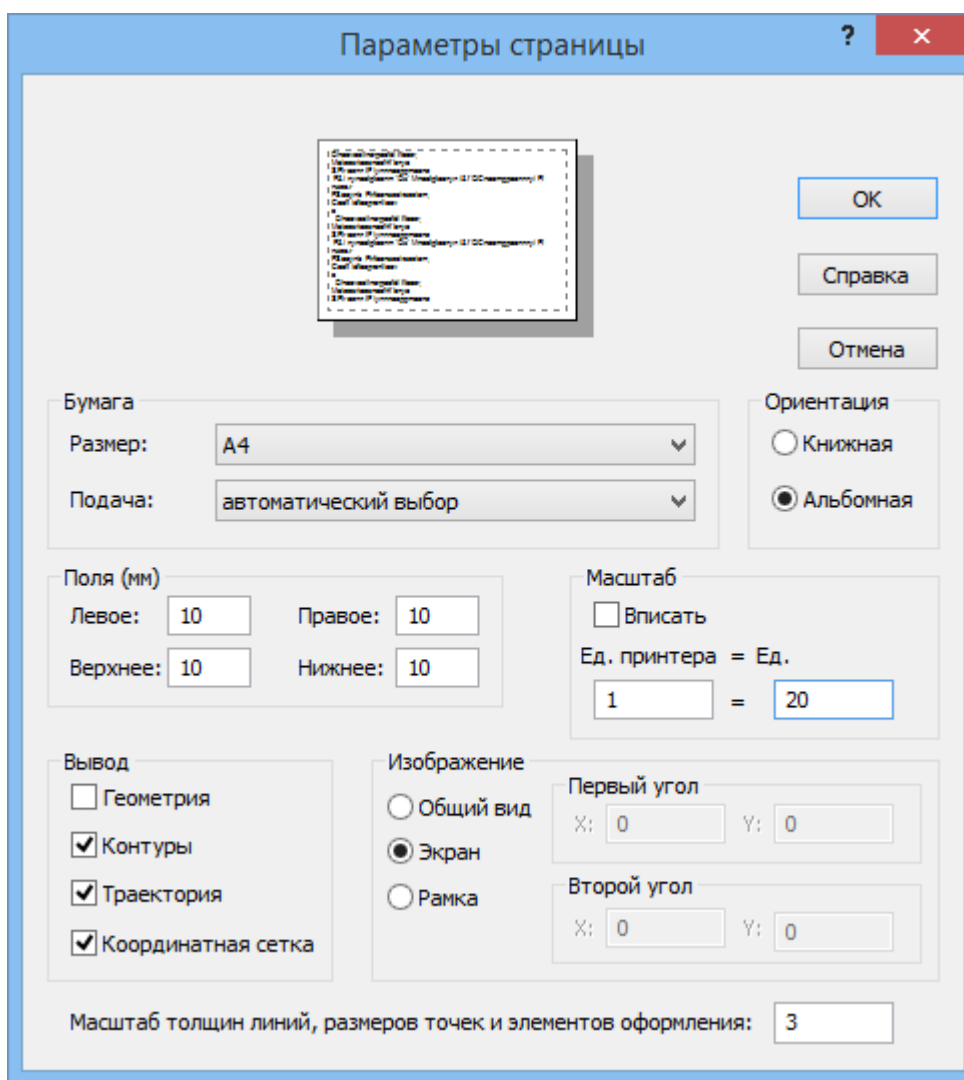 Параметры страницы
?
ОК
Справка
Отмена
Бумага
Размер: A4
Подача: автоматический выбор
Ориентация
Книжная
Альбомная
Поля (мм)
Левое: 10 Правое: 10
Верхнее: 10 Нижнее: 10
Масштаб
Вписать
Ед. принтера = Ед.
1 = 20
Вывод
Геометрия
Контуры
Траектория
Координатная сетка
Изображение
Общий вид
Экран
Рамка
Первый угол
X: 0 Y: 0
Второй угол
X: 0 Y: 0
Масштаб толщин линий, размеров точек и элементов оформления: 3